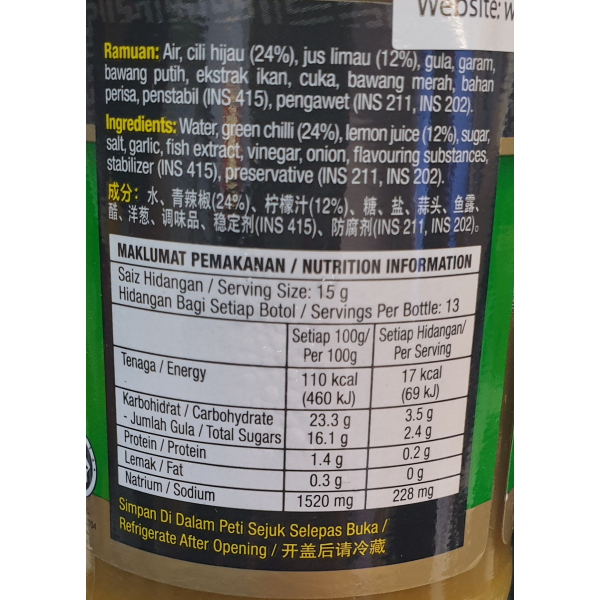 Website: w
Ramuan: Air, cili hijau (24%), jus limau (12%), gula, garam,
bawang putih, ekstrak ikan, cuka, bawang merah, bahan
perisa, penstabil (INS 415), pengawet (INS 211, INS 202).
Ingredients: Water, green chilli (24%), lemon juice (12%), sugar,
salt, garlic, fish extract, vinegar, onion, flavouring substances,
stabilizer (INS 415), preservative (INS 211, INS 202).
成分：水、青辣椒(24%)、柠檬汁(12%)、糖、盐、蒜头、鱼露、
醋、洋葱、调味品、稳定剂(INS 415)、防腐剂(INS 211, INS 202)。
MAKLUMAT PEMAKANAN / NUTRITION INFORMATION
Saiz Hidangan / Serving Size: 15 g
Hidangan Bagi Setiap Botol / Servings Per Bottle: 13
Setiap 100g/ Setiap Hidangan/
Per 100g Per Serving
Tenaga / Energy 110 kcal 17 kcal
(460 kJ) (69 kJ)
Karbohidrat / Carbohydrate 23.3 g 3.5 g
- Jumlah Gula / Total Sugars 16.1 g 2.4 g
Protein / Protein 1.4 g 0.2 g
Lemak / Fat 0.3 g 0 g
Natrium / Sodium 1520 mg 228 mg
Simpan Di Dalam Peti Sejuk Selepas Buka /
Refrigerate After Opening / 开盖后请冷藏